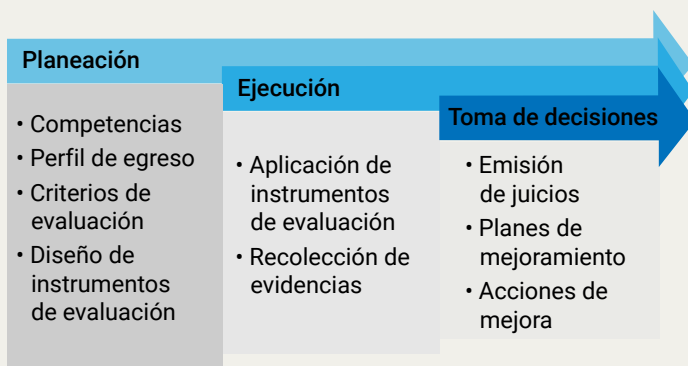 Planeación
• Competencias
• Perfil de egreso
• Criterios de
evaluación
• Diseño de
instrumentos
de evaluación
Ejecución
• Aplicación de
instrumentos
de evaluación
• Recolección de
evidencias
Toma de decisiones
• Emisión
de juicios
• Planes de
mejoramiento
• Acciones de
mejora